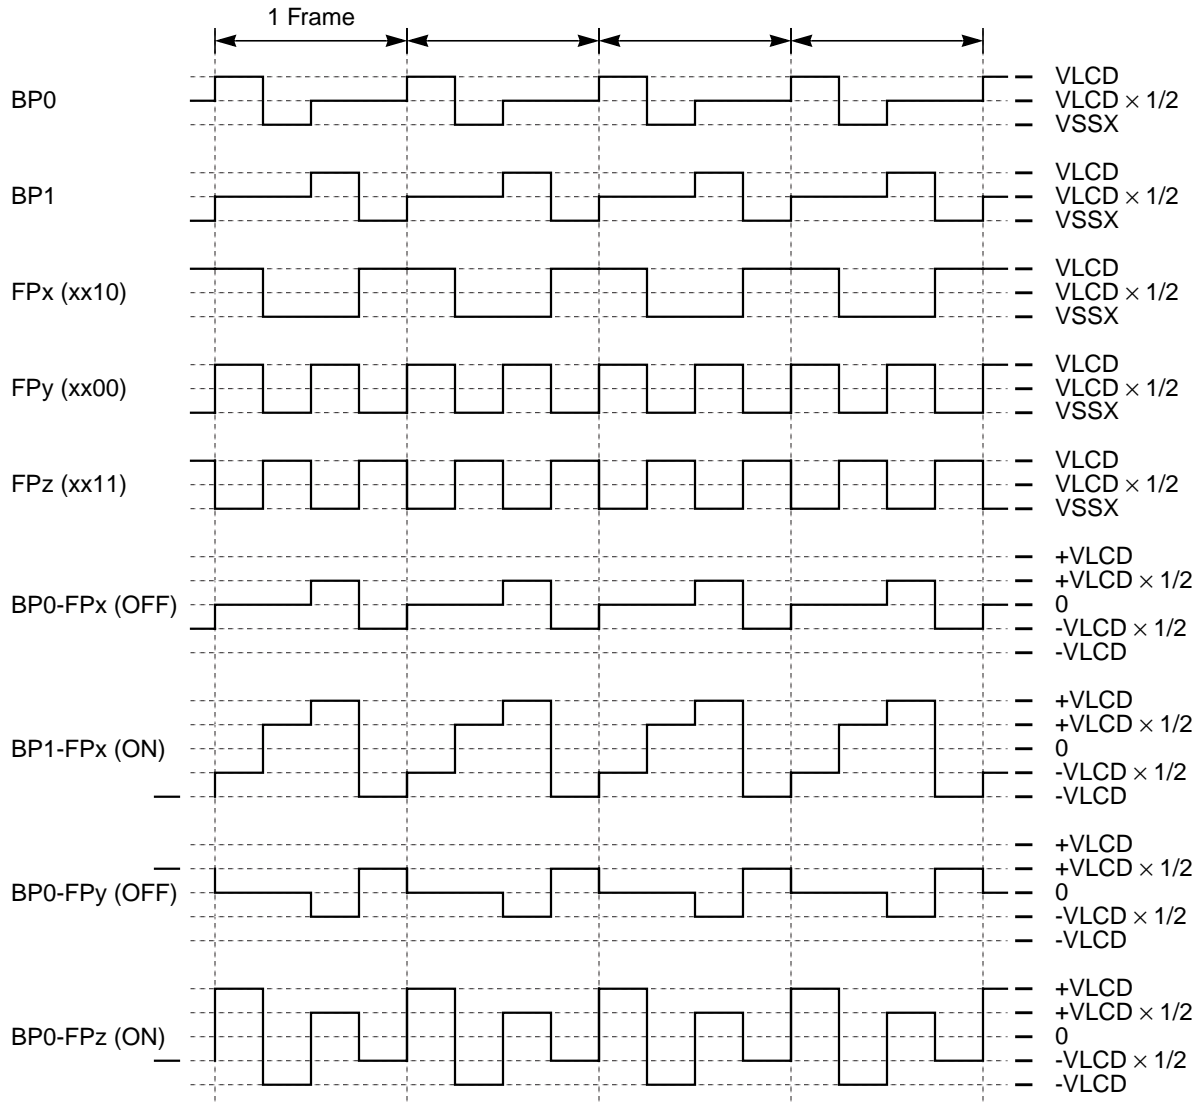 1 Frame
BP0
VLCD
VLCD × 1/2
VSSX
BP1
VLCD
VLCD × 1/2
VSSX
FPx (xx10)
VLCD
VLCD × 1/2
VSSX
FPy (xx00)
VLCD
VLCD × 1/2
VSSX
FPz (xx11)
VLCD
VLCD × 1/2
VSSX
BP0-FPx (OFF)
+VLCD
+VLCD × 1/2
0
-VLCD × 1/2
-VLCD
BP1-FPx (ON)
+VLCD
+VLCD × 1/2
0
-VLCD × 1/2
-VLCD
BP0-FPy (OFF)
+VLCD
+VLCD × 1/2
0
-VLCD × 1/2
-VLCD
BP0-FPz (ON)
+VLCD
+VLCD × 1/2
0
-VLCD × 1/2
-VLCD